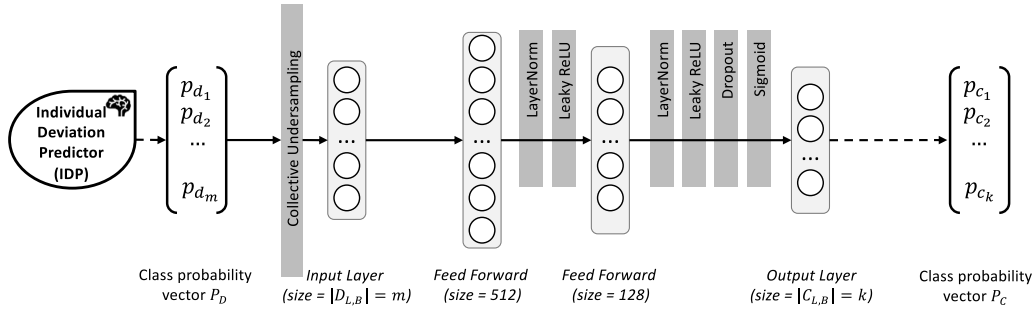 Individual
Deviation
Predictor
(IDP)
p_{d_1}
p_{d_2}
...
p_{d_m}
Class probability
vector P_D
Collective Undersampling
...
Input Layer
(size = |D_{L,B}| = m)
...
Feed Forward
(size = 512)
LayerNorm
Leaky ReLU
...
Feed Forward
(size = 128)
LayerNorm
Leaky ReLU
Dropout
Sigmoid
...
Output Layer
(size = |C_{L,B}| = k)
p_{c_1}
p_{c_2}
...
p_{c_k}
Class probability
vector P_C